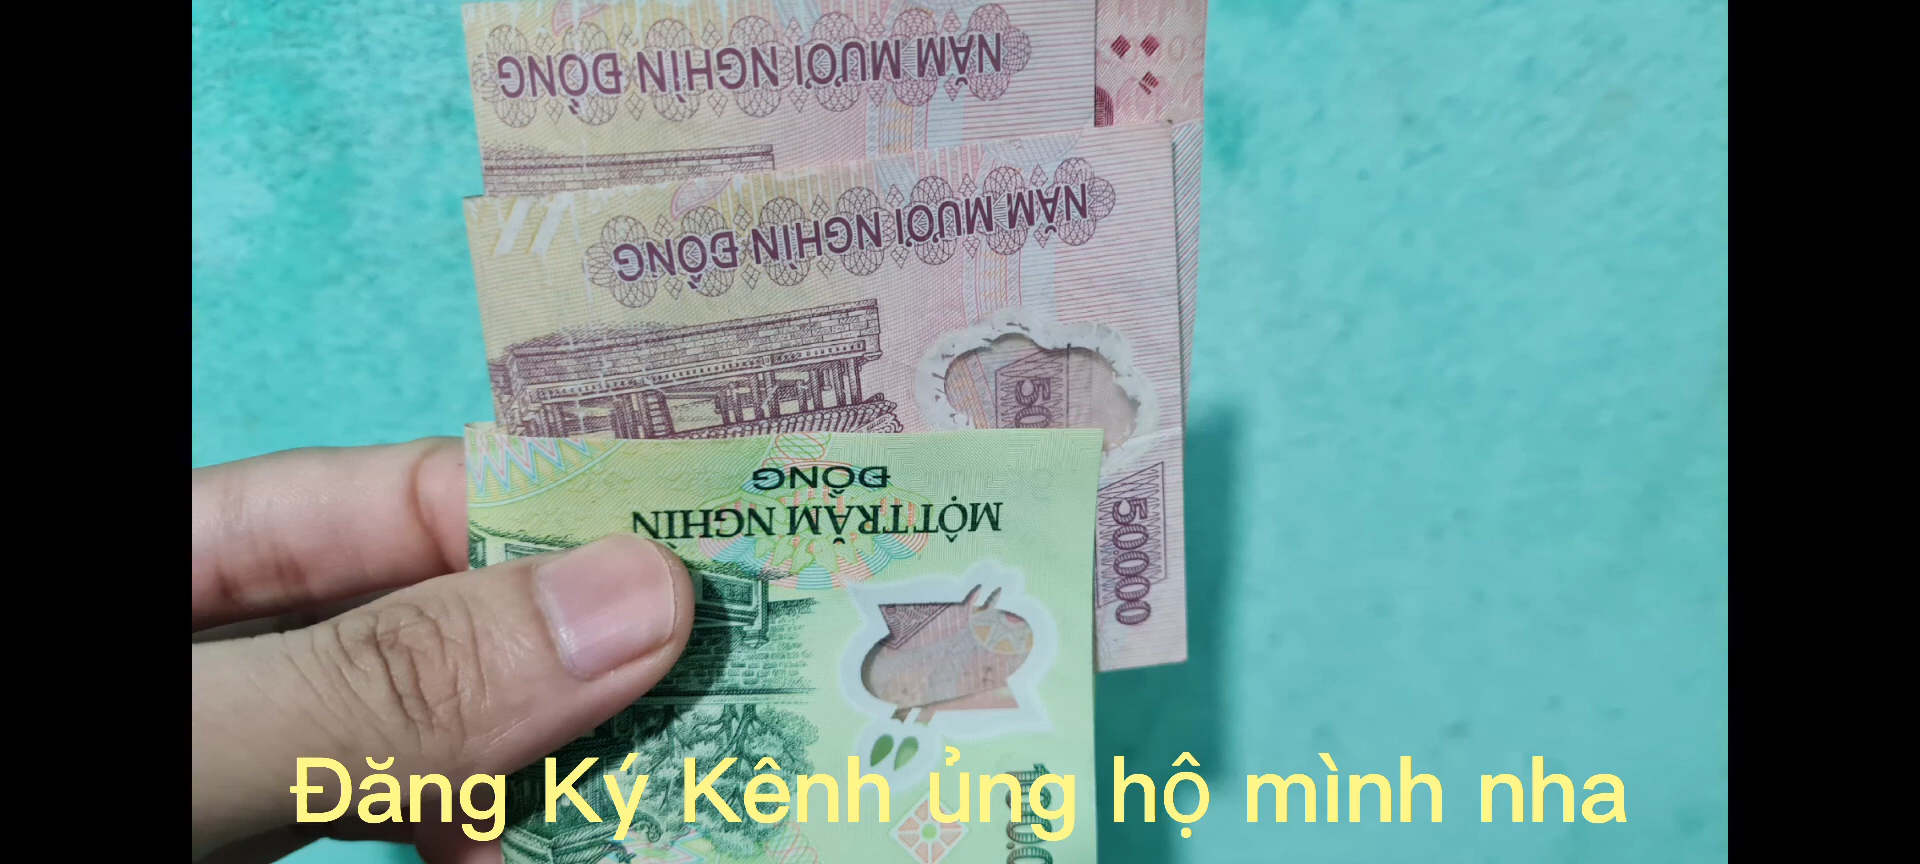 NĂM MƯƠI NGHÌN ĐỒNG
NĂM MƯƠI NGHÌN ĐỒNG
50000
MỘT TRĂM NGHÌN
ĐỒNG
Đăng Ký Kênh ủng hộ mình nha